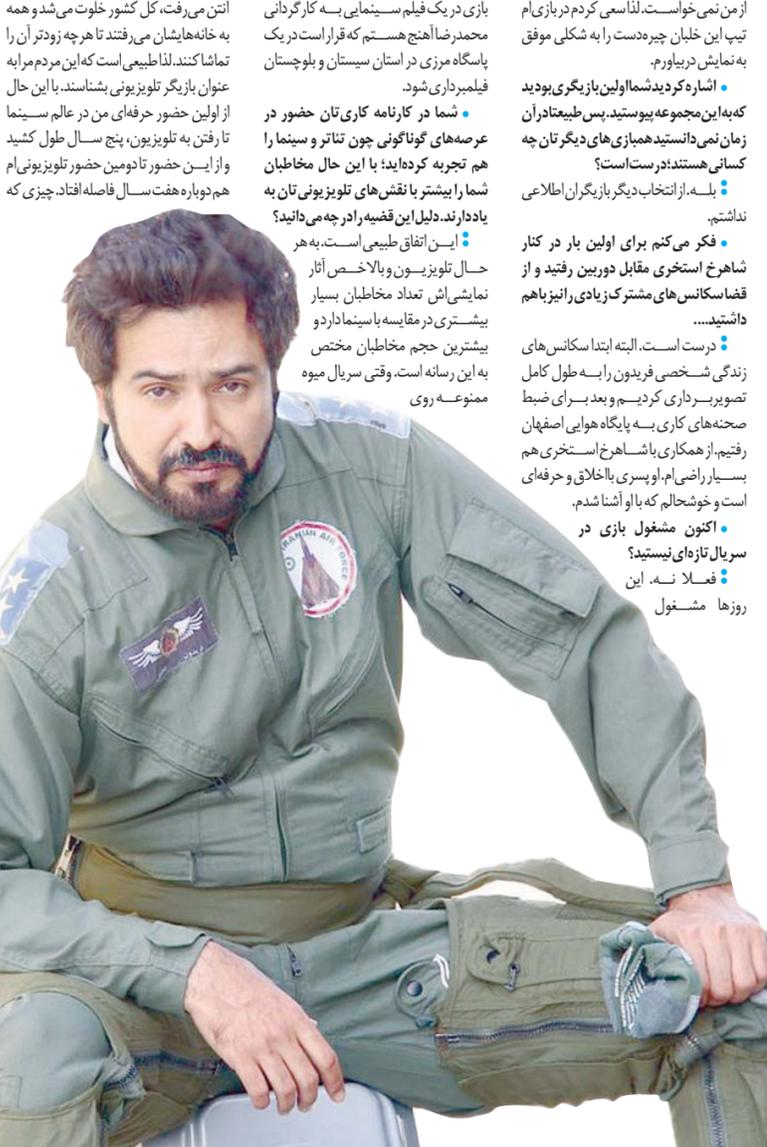 از من نمی‌خواست. لذا سعی کردم در بازی‌ام
تیپ این خلبان چیره‌دست را به شکلی موفق
به نمایش دربیاورم.
• اشاره کردید شما اولین بازیگری بودید
که به این مجموعه پیوستید. پس طبیعتا در آن
زمان نمی‌دانستید همبازی‌های دیگرتان چه
کسانی هستند؛ درست است؟
بله. از انتخاب دیگر بازیگران اطلاعی
نداشتم.
• فکر می‌کنم برای اولین بار در کنار
شاهرخ استخری مقابل دوربین رفتید و از
قضا سکانس‌های مشترک زیادی را نیز با هم
داشتید....
درست است. البته ابتدا سکانس‌های
زندگی شخصی فریدون را به طول کامل
تصویربرداری کردیم و بعد برای ضبط
صحنه‌های کاری به پایگاه هوایی اصفهان
رفتیم. از همکاری با شاهرخ استخری هم
بسیار راضی‌ام. او پسری بااخلاق و حرفه‌ای
است و خوشحالم که با او آشنا شدم.
• اکنون مشغول بازی در
سریال تازه‌ای نیستید؟
فعلا نه. این
روزها مشغول
بازی در یک فیلم سینمایی به کارگردانی
محمدرضا آهنج هستم که قرار است در یک
پاسگاه مرزی در استان سیستان و بلوچستان
فیلمبرداری شود.
• شما در کارنامه کاری‌تان حضور در
عرصه‌های گوناگونی چون تئاتر و سینما را
هم تجربه کرده‌اید؛ با این حال مخاطبان
شما را بیشتر با نقش‌های تلویزیونی‌تان به
یاد دارند. دلیل این قضیه را در چه می‌دانید؟
این اتفاق طبیعی است. به هر
حال تلویزیون و بالاخص آثار
نمایشی‌اش تعداد مخاطبان بسیار
بیشتری در مقایسه با سینما دارد و
بیشترین حجم مخاطبان مختص
به این رسانه است. وقتی سریال میوه
ممنوعه روی
آنتن می‌رفت، کل کشور خلوت می‌شد و همه
به خانه‌هایشان می‌رفتند تا هر چه زودتر آن را
تماشا کنند. لذا طبیعی است که این مردم مرا به
عنوان بازیگر تلویزیونی بشناسند. با این حال
از اولین حضور حرفه‌ای من در عالم سینما
تا رفتن به تلویزیون، پنج سال طول کشید
و از این حضور تا دومین حضور تلویزیونی‌ام
هم دوباره هفت سال فاصله افتاد. چیزی که
IRANIAN AIR FORCE